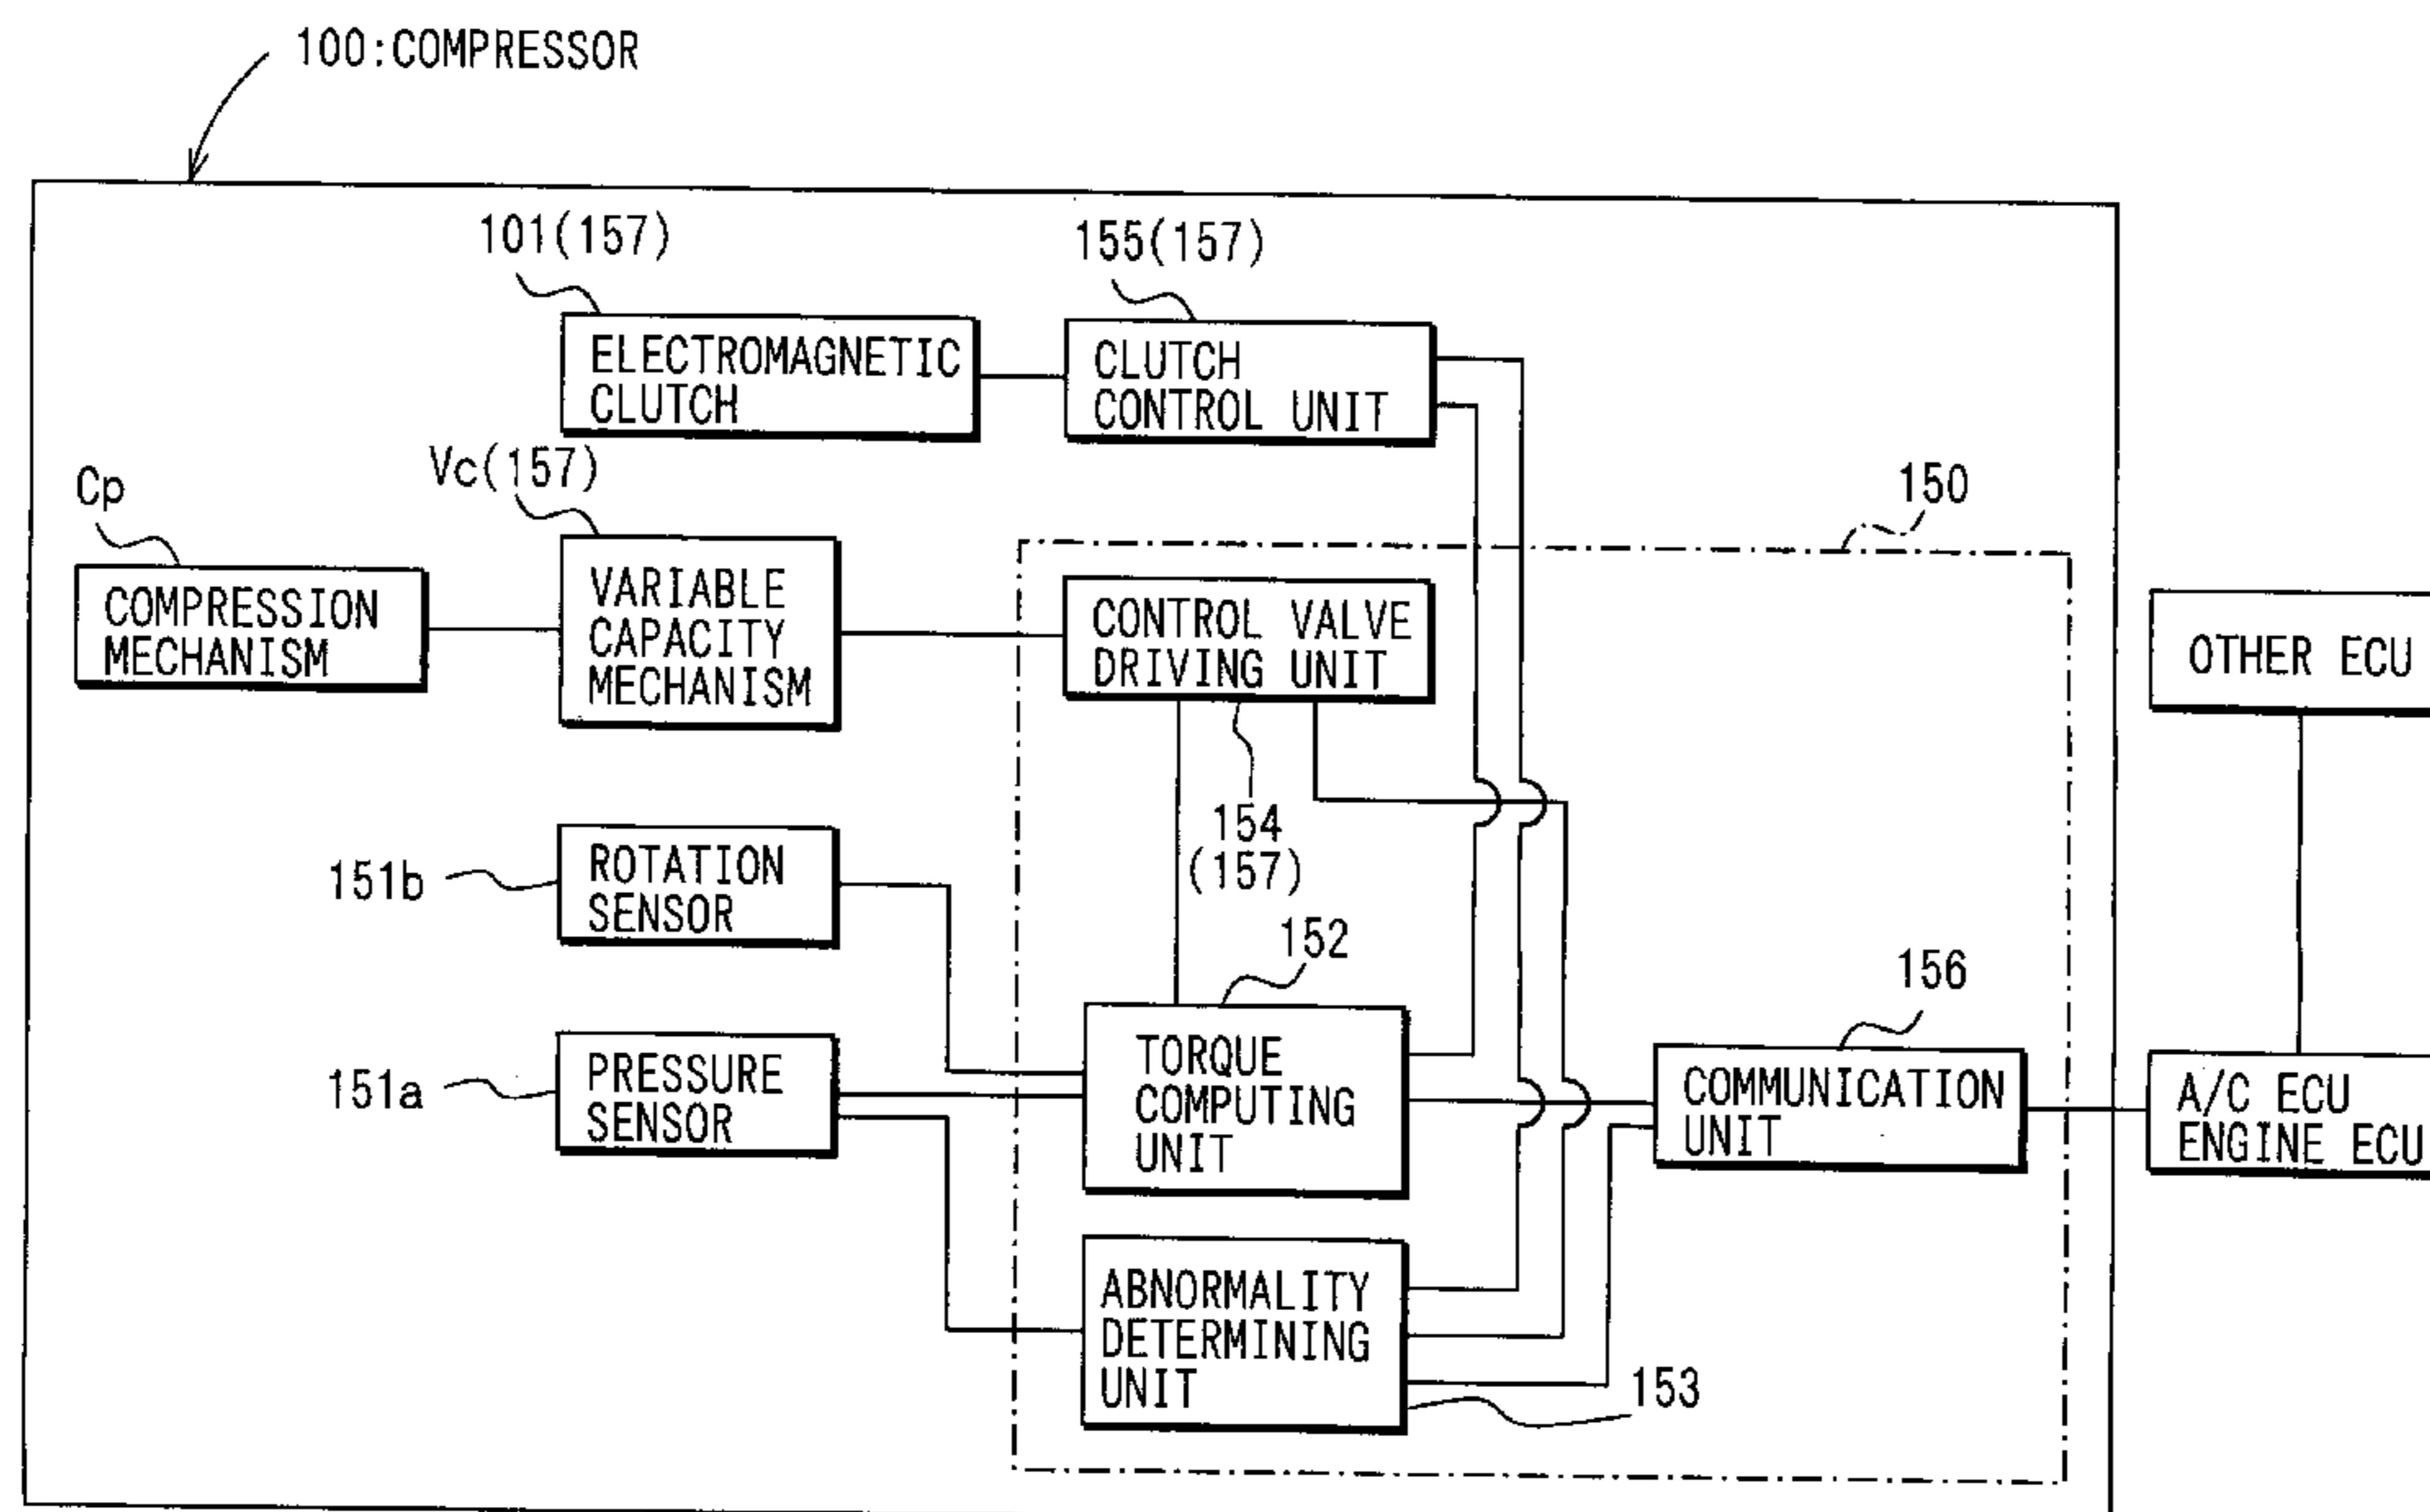 100:COMPRESSOR
101(157)
155(157)
ELECTROMAGNETIC
CLUTCH
CLUTCH
CONTROL UNIT
Cp
Vc(157)
150
COMPRESSION
MECHANISM
VARIABLE
CAPACITY
MECHANISM
CONTROL VALVE
DRIVING UNIT
OTHER ECU
154
(157)
151b
ROTATION
SENSOR
152
156
151a
PRESSURE
SENSOR
TORQUE
COMPUTING
UNIT
COMMUNICATION
UNIT
A/C ECU
ENGINE ECU
ABNORMALITY
DETERMINING
UNIT
153